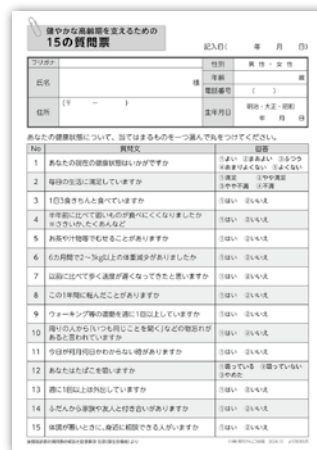 健やかな高齢期を支えるための
15の質問票
記入日( 年 月 日)
フリガナ 性別 男性・女性
氏名 様 年齢 歳
電話番号 ( )
住所 (〒 - ) 生年月日 明治・大正・昭和
年 月 日
あなたの健康状態について、当てはまるものを一つ選んで丸をつけてください。
No 質問文 回答
1 あなたの現在の健康状態はいかがですか ①よい ②まあよい ③ふつう
④あまりよくない ⑤よくない
2 毎日の生活に満足していますか ①満足 ②やや満足
③やや不満 ④不満
3 1日3食きちんと食べていますか ①はい ②いいえ
4 半年前に比べて固いものが食べにくくなりましたか
※さきいか、たくあんなど ①はい ②いいえ
5 お茶や汁物等でむせることがありますか ①はい ②いいえ
6 6カ月間で2~3kg以上の体重減少がありましたか ①はい ②いいえ
7 以前に比べて歩く速度が遅くなってきたと思いますか ①はい ②いいえ
8 この1年間に転んだことがありますか ①はい ②いいえ
9 ウォーキング等の運動を週に1回以上していますか ①はい ②いいえ
10 周りの人から「いつも同じことを聞く」などの物忘れが
あると言われていますか ①はい ②いいえ
11 今日が何月何日かわからない時がありますか ①はい ②いいえ
12 あなたはたばこを吸いますか ①吸っている ②吸っていない
③やめた
13 週に1回以上は外出していますか ①はい ②いいえ
14 ふだんから家族や友人と付き合いがありますか ①はい ②いいえ
15 体調が悪いときに、身近に相談できる人がいますか ①はい ②いいえ